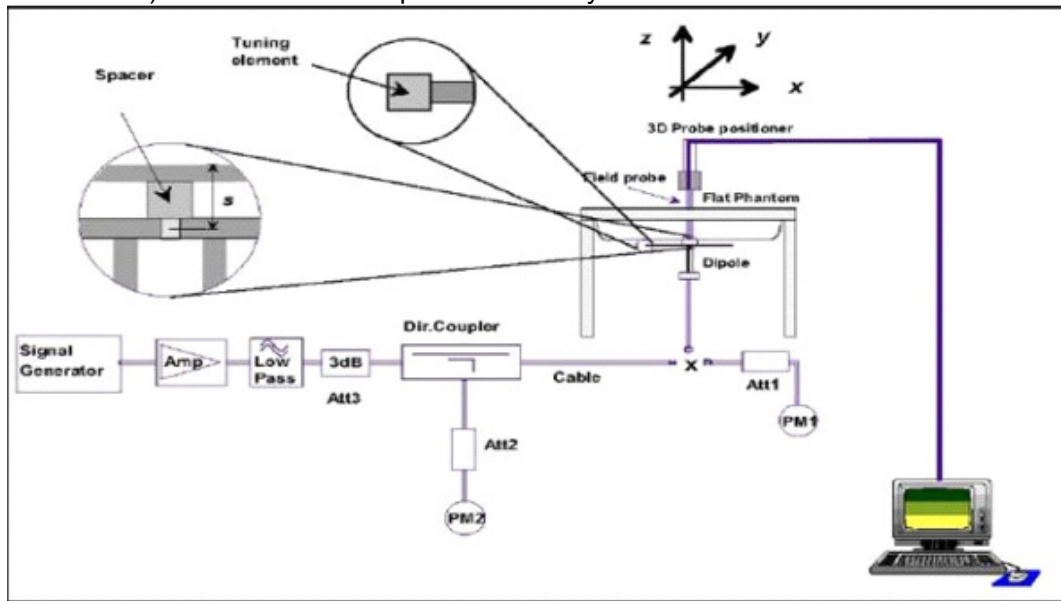 Tuning
element
Spacer
s
z
y
x
3D Probe positioner
Field probe
Flat Phantom
Dipole
Signal
Generator
Amp
Low
Pass
3dB
Att3
Dir.Coupler
Cable
x
Att1
PM1
Att2
PM2